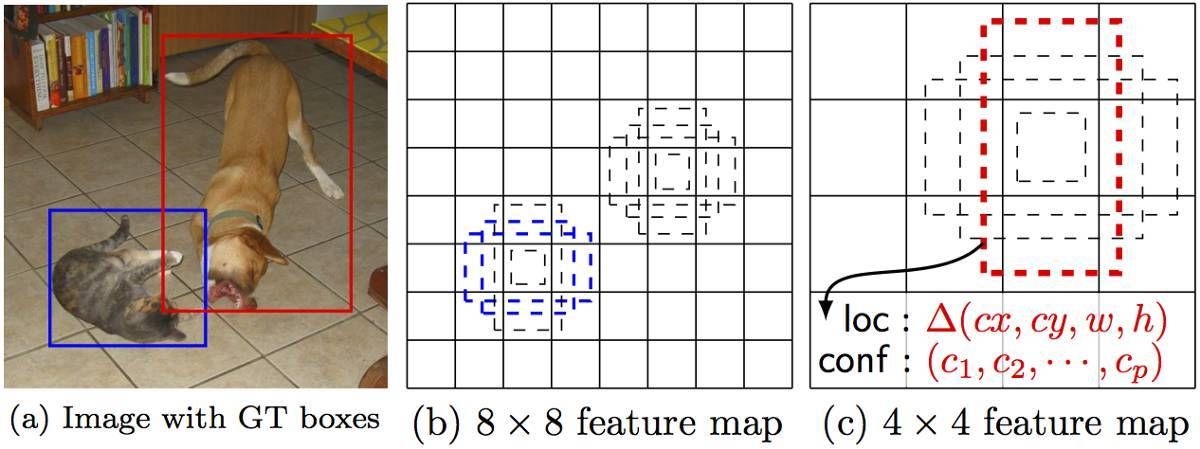 loc : Δ(cx, cy, w, h)
conf : (c₁, c₂, ⋯, cₚ)
(a) Image with GT boxes
(b) 8 × 8 feature map
(c) 4 × 4 feature map